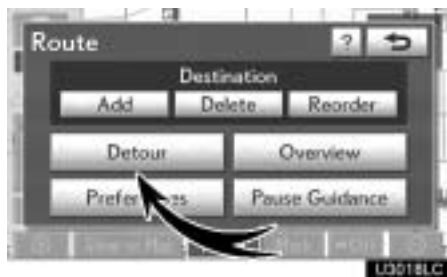 Route ?
Destination
Add Delete Reorder
Detour Overview
Pause Guidance
U3018LC